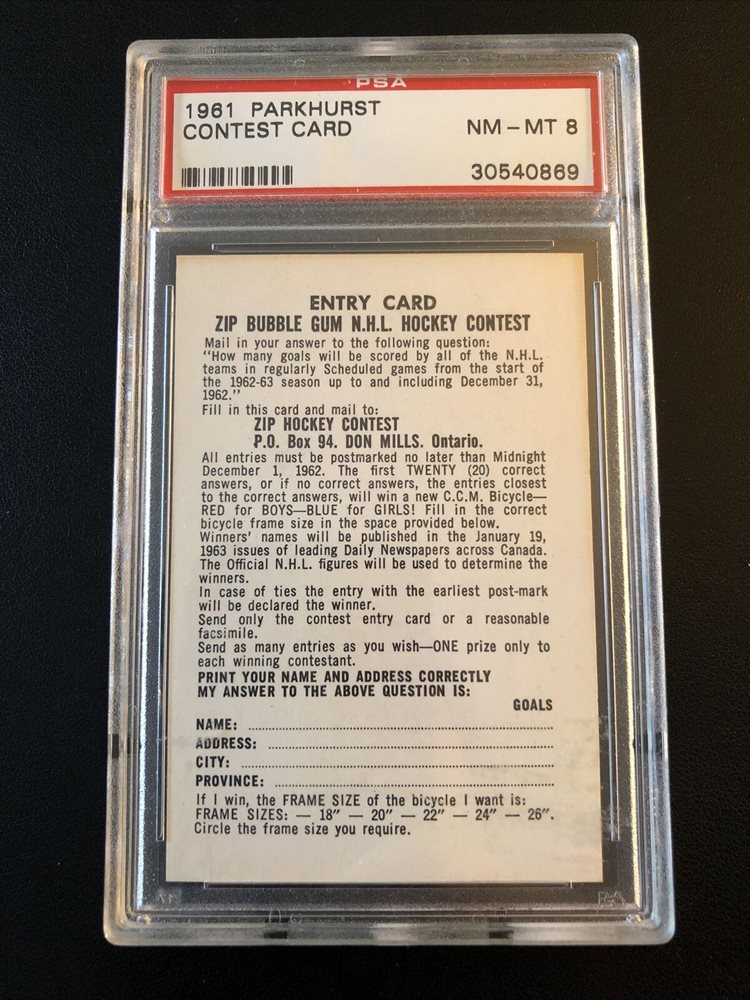 PSA
1961 PARKHURST
CONTEST CARD
NM - MT 8
30540869
ENTRY CARD
ZIP BUBBLE GUM N.H.L. HOCKEY CONTEST
Mail in your answer to the following question:
"How many goals will be scored by all of the N.H.L.
teams in regularly Scheduled games from the start of
the 1962-63 season up to and including December 31,
1962."
Fill in this card and mail to:
ZIP HOCKEY CONTEST
P.O. Box 94. DON MILLS. Ontario.
All entries must be postmarked no later than Midnight
December 1, 1962. The first TWENTY (20) correct
answers, or if no correct answers, the entries closest
to the correct answers, will win a new C.C.M. Bicycle—
RED for BOYS—BLUE for GIRLS! Fill in the correct
bicycle frame size in the space provided below.
Winners' names will be published in the January 19,
1963 issues of leading Daily Newspapers across Canada.
The Official N.H.L. figures will be used to determine the
winners.
In case of ties the entry with the earliest post-mark
will be declared the winner.
Send only the contest entry card or a reasonable
facsimile.
Send as many entries as you wish—ONE prize only to
each winning contestant.
PRINT YOUR NAME AND ADDRESS CORRECTLY
MY ANSWER TO THE ABOVE QUESTION IS:
GOALS
NAME:
ADDRESS:
CITY:
PROVINCE:
If I win, the FRAME SIZE of the bicycle I want is:
FRAME SIZES: — 18" — 20" — 22" — 24" — 26".
Circle the frame size you require.